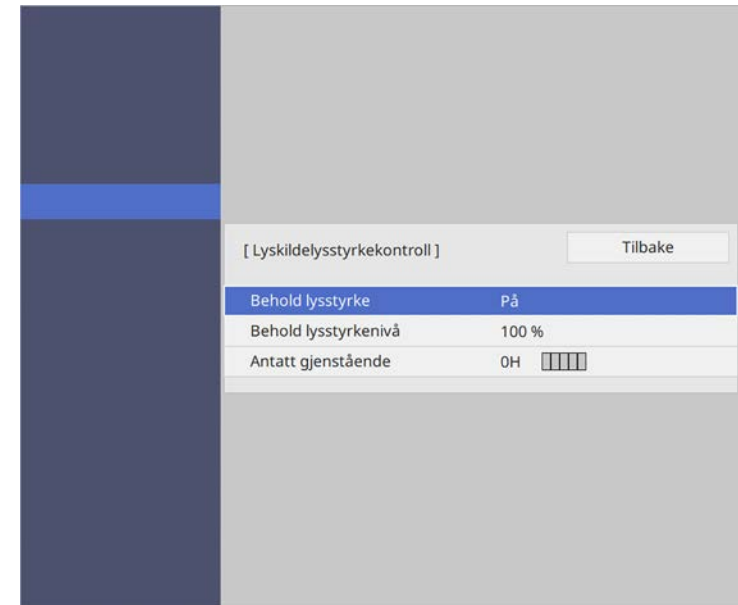 [ Lyskildelysstyrkekontroll ] Tilbake
Behold lysstyrke På
Behold lysstyrkenivå 100 %
Antatt gjenstående 0H